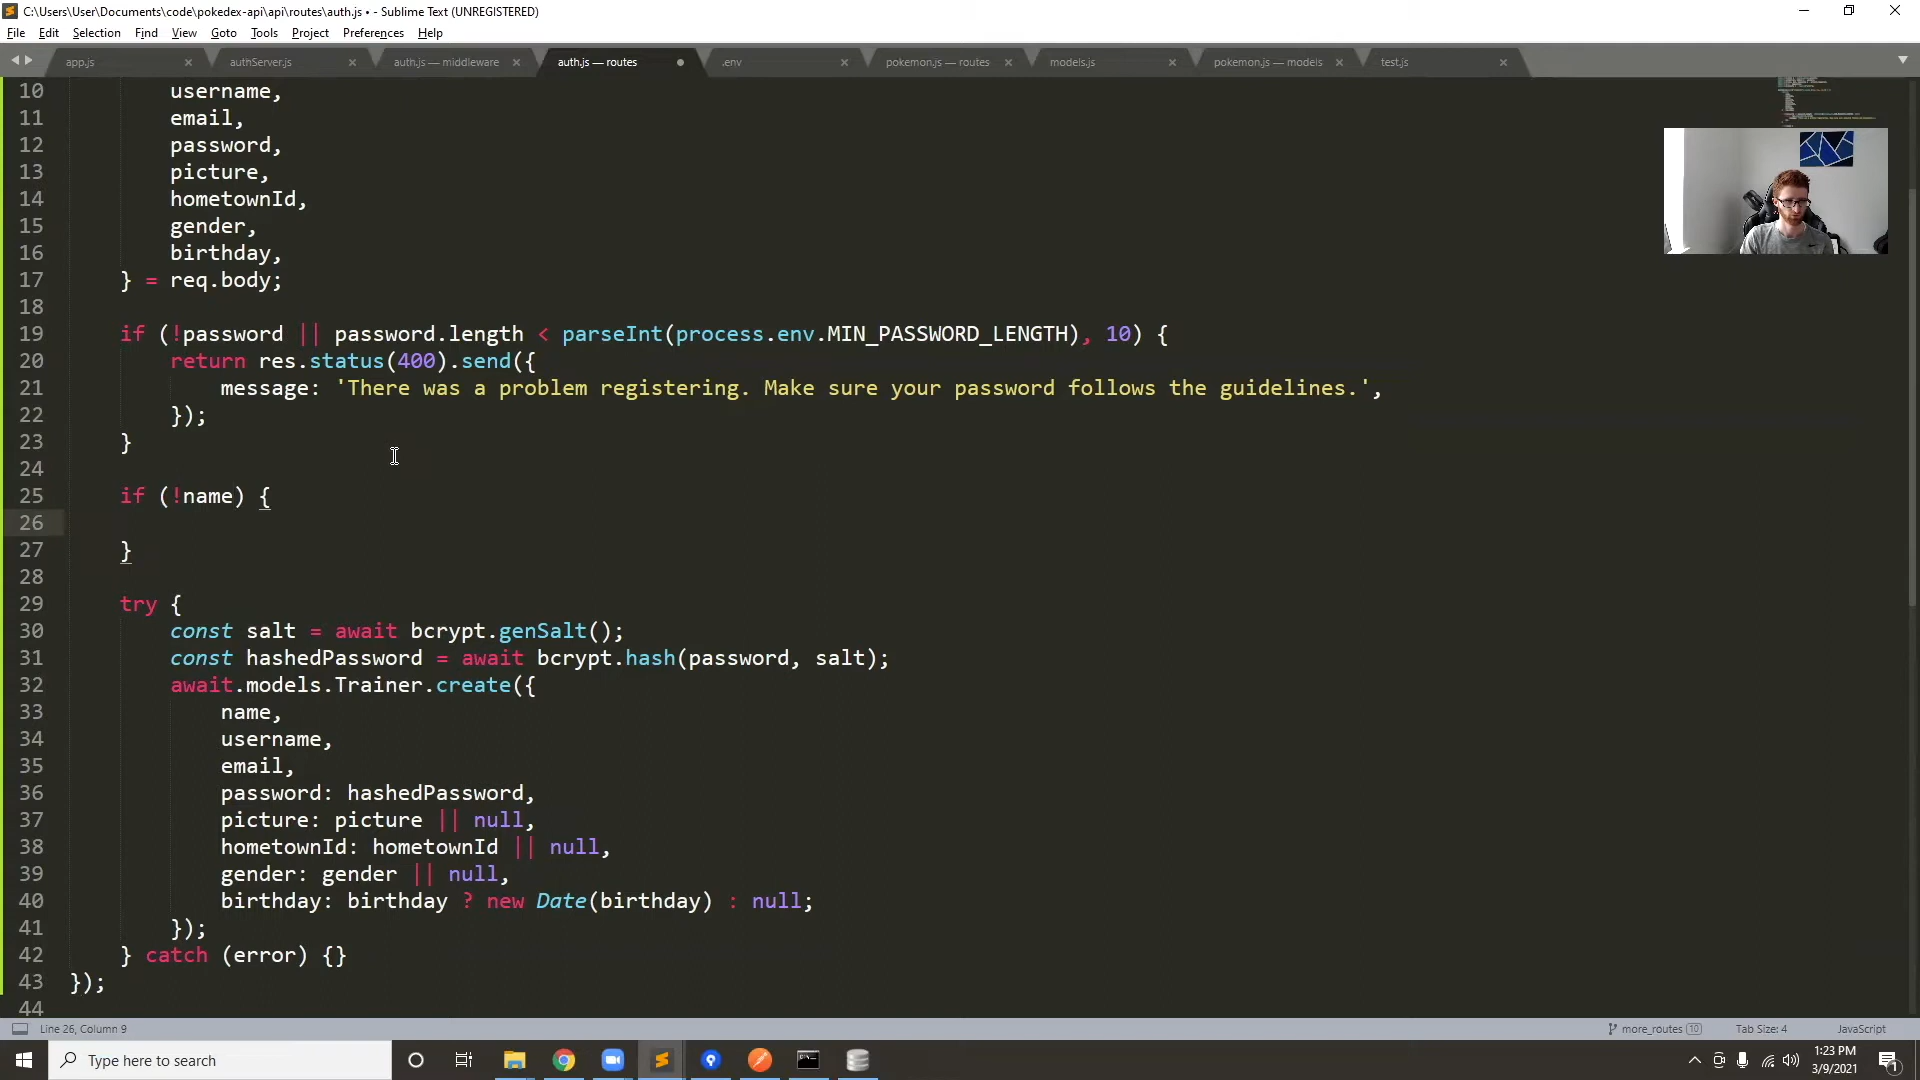 C:\Users\User\Documents\code\pokedex-api\api\routes\auth.js • - Sublime Text (UNREGISTERED)
File Edit Selection Find View Goto Tools Project Preferences Help
app.js authServer.js auth.js — middleware auth.js — routes .env pokemon.js — routes models.js pokemon.js — models test.js
10 username,
11 email,
12 password,
13 picture,
14 hometownId,
15 gender,
16 birthday,
17 } = req.body;
18
19 if (!password || password.length < parseInt(process.env.MIN_PASSWORD_LENGTH), 10) {
20 return res.status(400).send({
21 message: 'There was a problem registering. Make sure your password follows the guidelines.',
22 });
23 }
24
25 if (!name) {
26
27 }
28
29 try {
30 const salt = await bcrypt.genSalt();
31 const hashedPassword = await bcrypt.hash(password, salt);
32 await.models.Trainer.create({
33 name,
34 username,
35 email,
36 password: hashedPassword,
37 picture: picture || null,
38 hometownId: hometownId || null,
39 gender: gender || null,
40 birthday: birthday ? new Date(birthday) : null;
41 });
42 } catch (error) {}
43 });
44
Line 26, Column 9 more_routes 10 Tab Size: 4 JavaScript
Type here to search
1:23 PM
3/9/2021
1